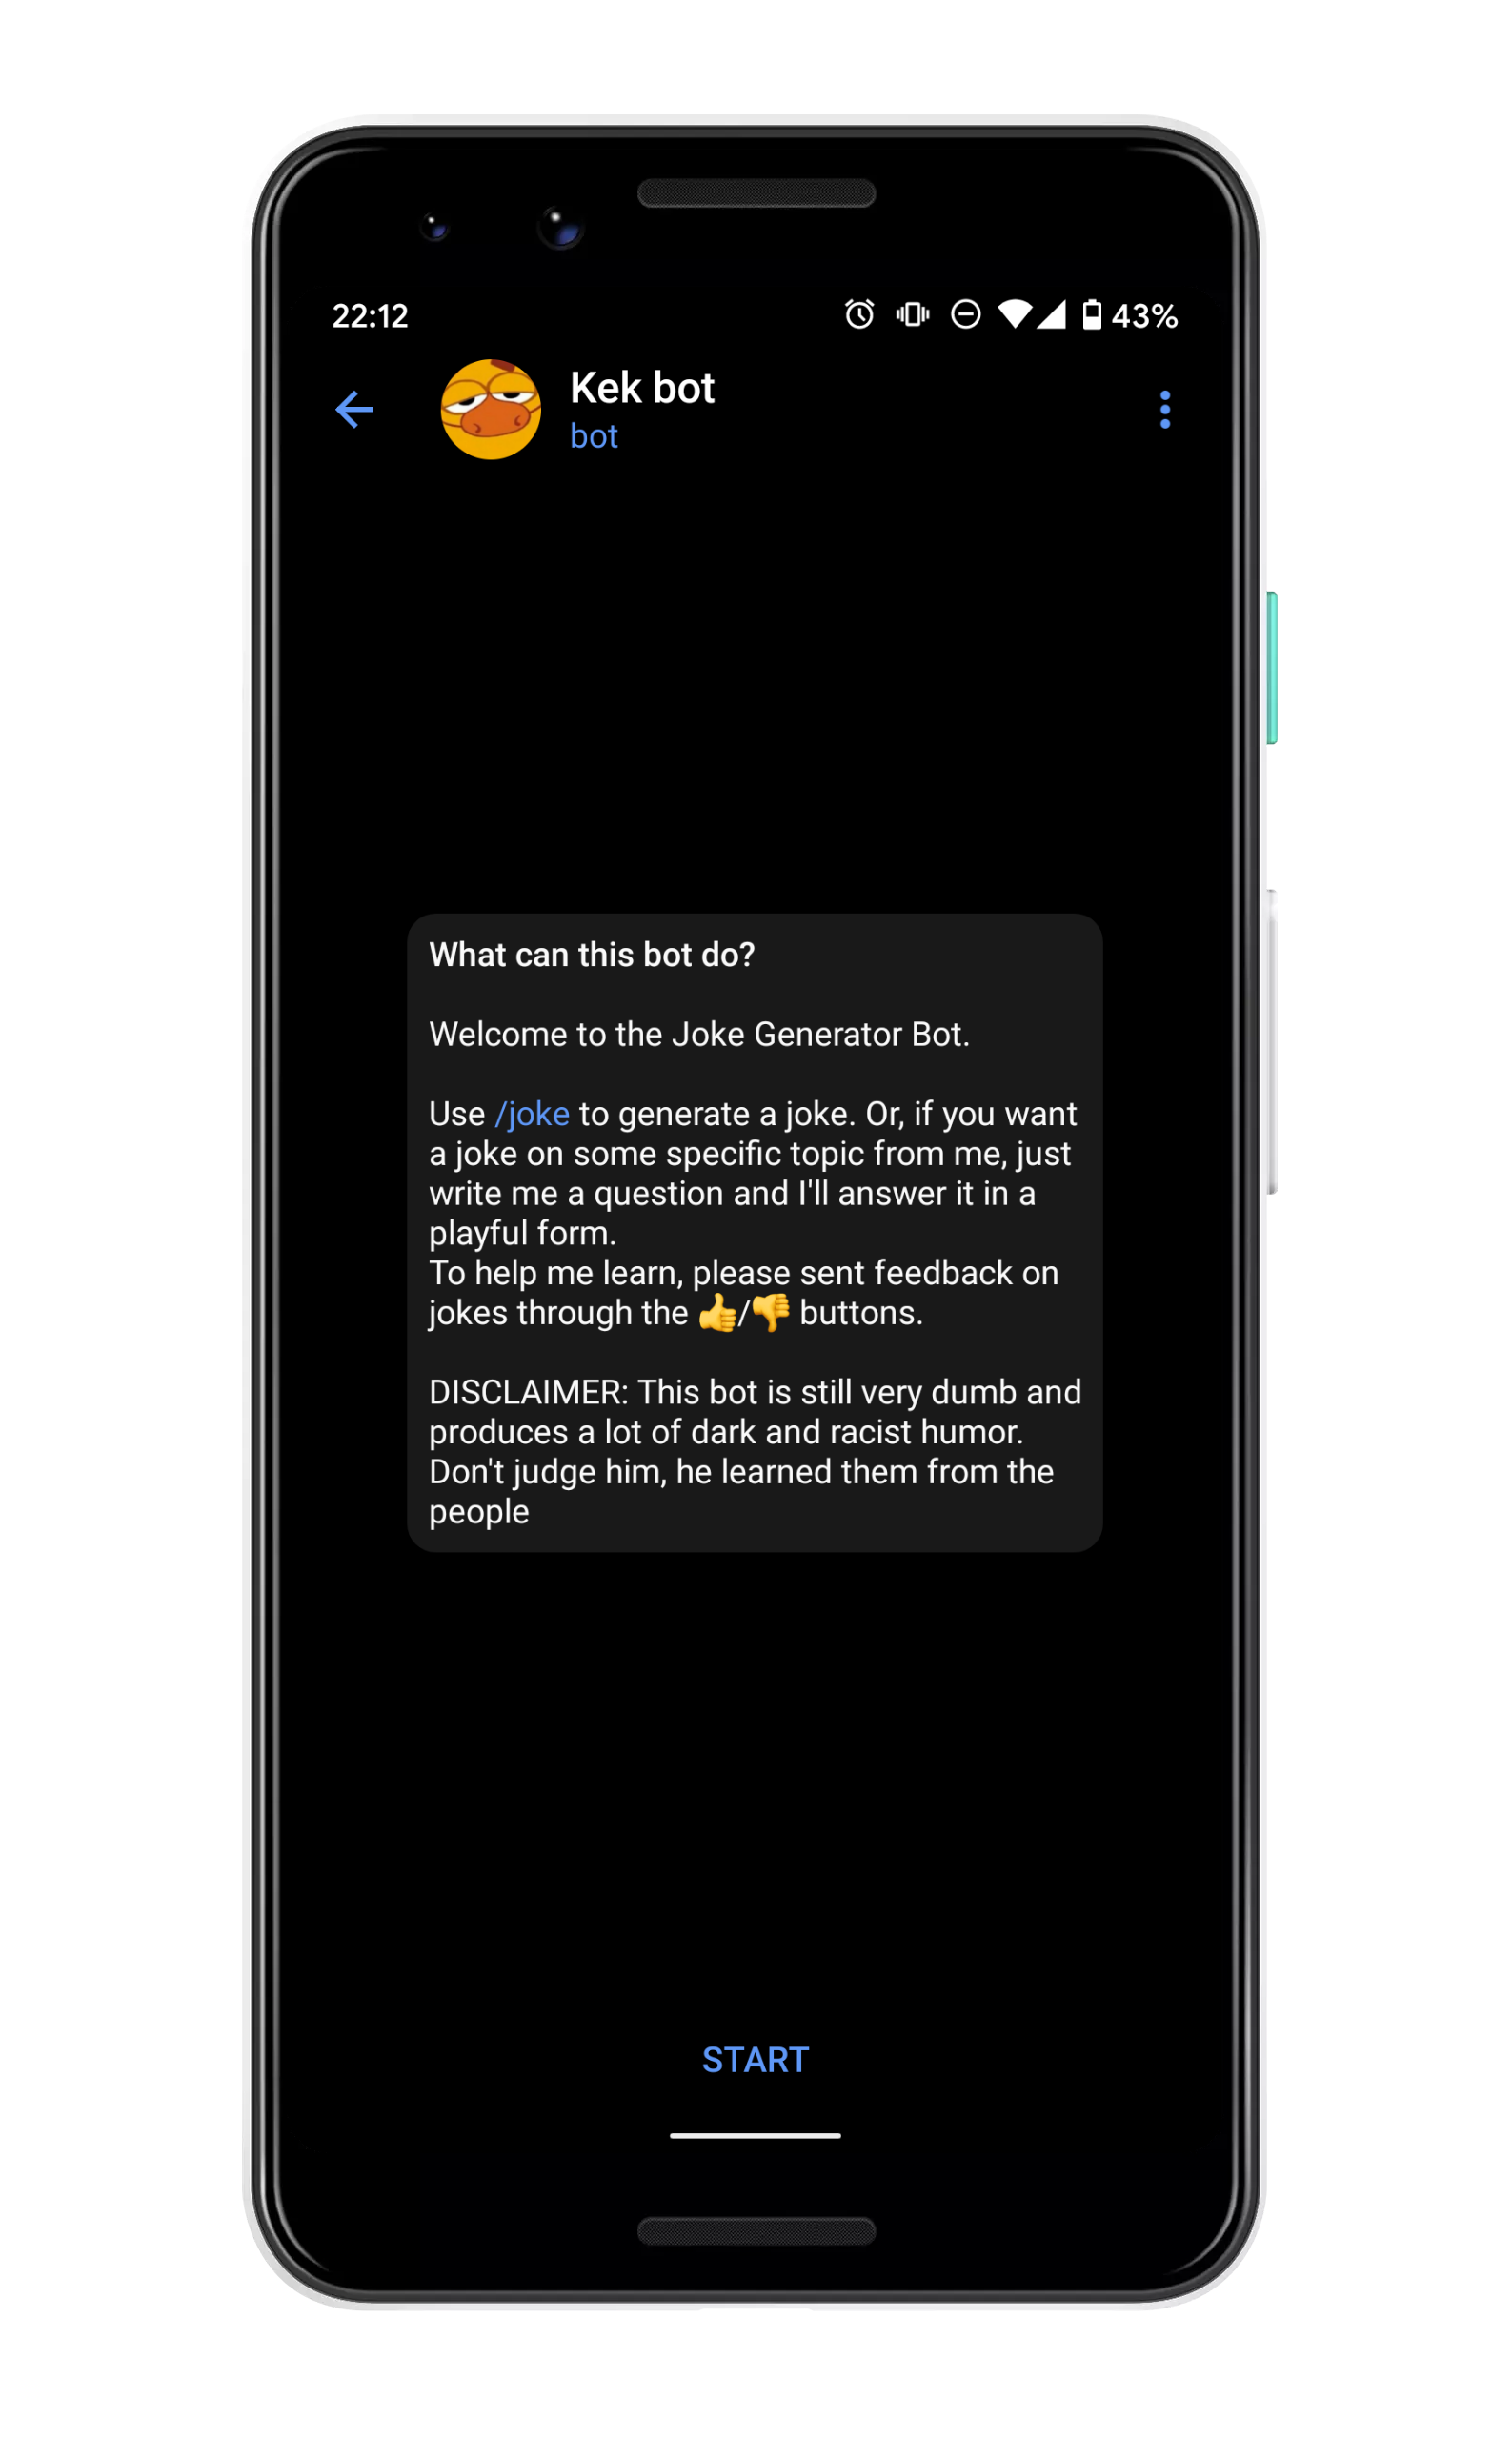 22:12 43%
Kek bot
bot
What can this bot do?
Welcome to the Joke Generator Bot.
Use /joke to generate a joke. Or, if you want
a joke on some specific topic from me, just
write me a question and I'll answer it in a
playful form.
To help me learn, please sent feedback on
jokes through the 👍/👎 buttons.
DISCLAIMER: This bot is still very dumb and
produces a lot of dark and racist humor.
Don't judge him, he learned them from the
people
START